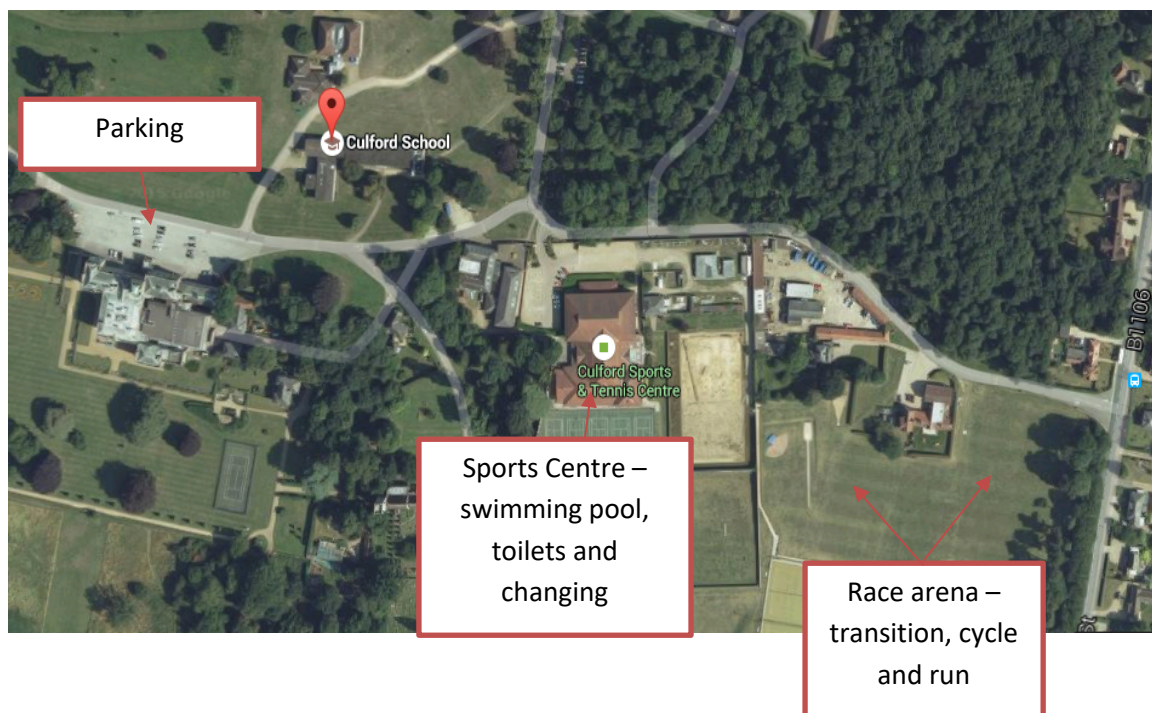 Parking
Culford School
B1106
Culford Sports
& Tennis Centre
Sports Centre –
swimming pool,
toilets and
changing
Race arena –
transition, cycle
and run
St